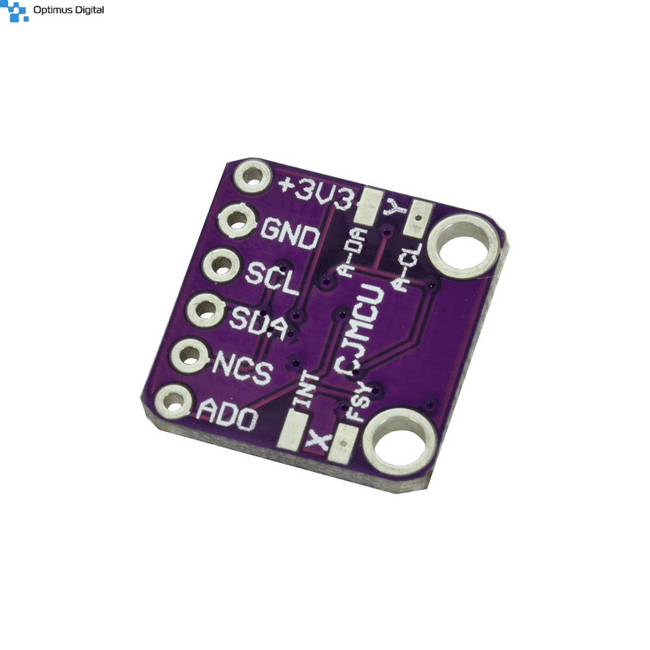 Optimus Digital
+3V3
GND
SCL
SDA
NCS
ADO
Y
A-DA
A-CL
CJMCU
INT
FSY
X